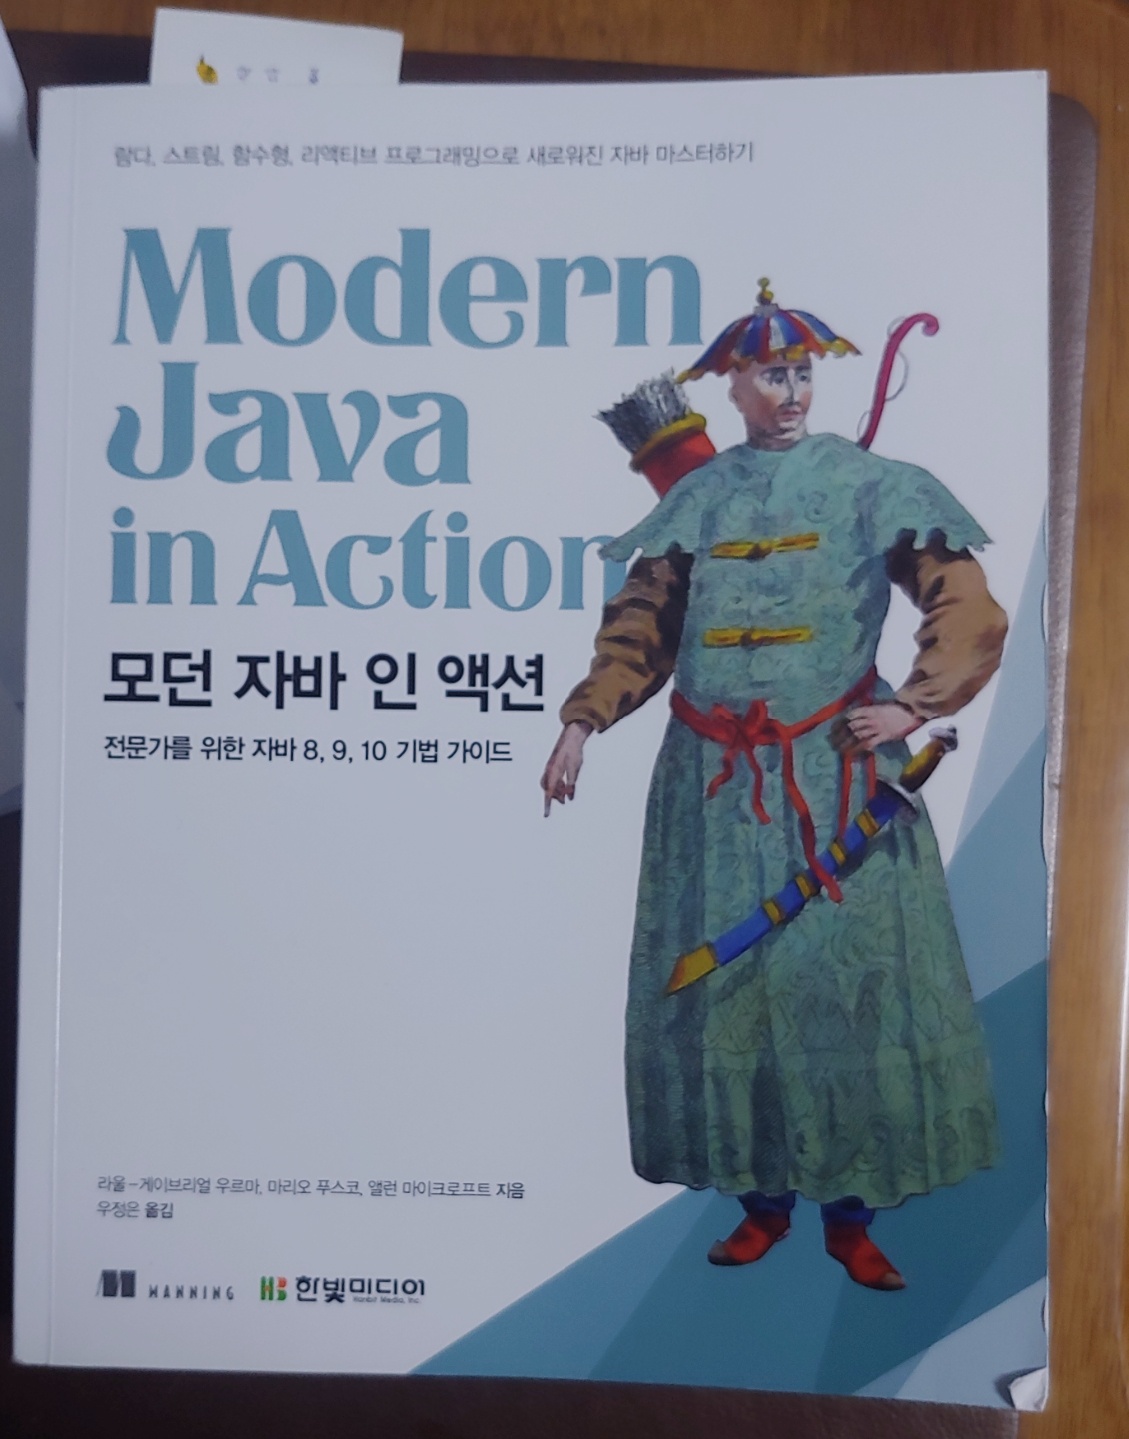 람다, 스트림, 함수형, 리액티브 프로그래밍으로 새로워진 자바 마스터하기
Modern
Java
in Action
모던 자바 인 액션
전문가를 위한 자바 8, 9, 10 기법 가이드
라울-게이브리얼 우르마, 마리오 푸스코, 앨런 마이크로프트 지음
우정은 옮김
MANNING
HB 한빛미디어
Hanbit Media, Inc.